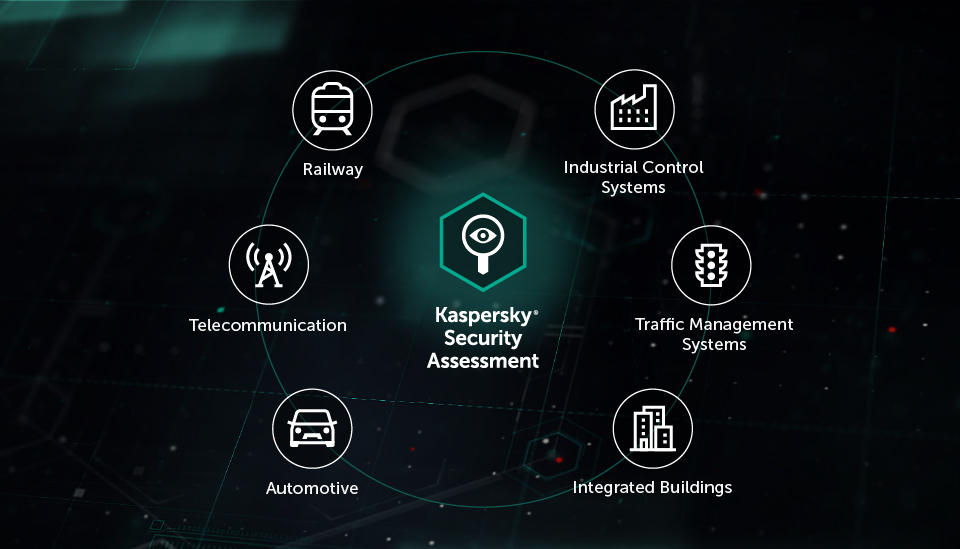 Railway
Industrial Control
Systems
Telecommunication
Kaspersky®
Security
Assessment
Traffic Management
Systems
Automotive
Integrated Buildings